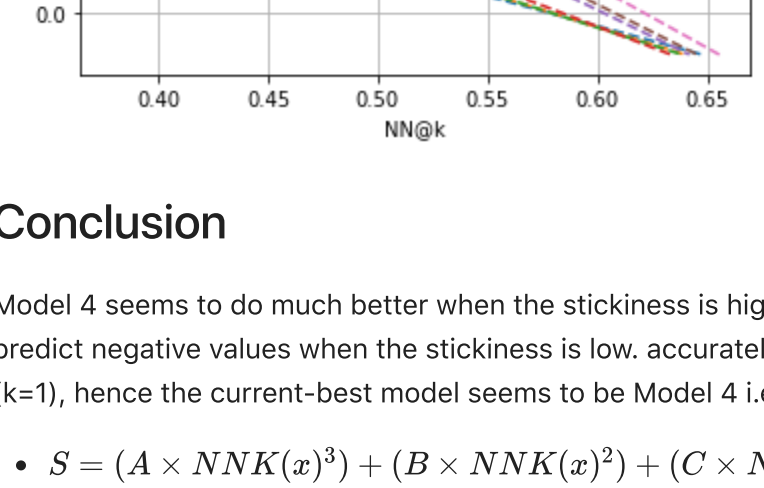 0.0
0.40 0.45 0.50 0.55 0.60 0.65
NN@k
Conclusion
Model 4 seems to do much better when the stickiness is hig
predict negative values when the stickiness is low. accuratel
(k=1), hence the current-best model seems to be Model 4 i.e
• S = (A × NNK(x)³) + (B × NNK(x)²) + (C × N